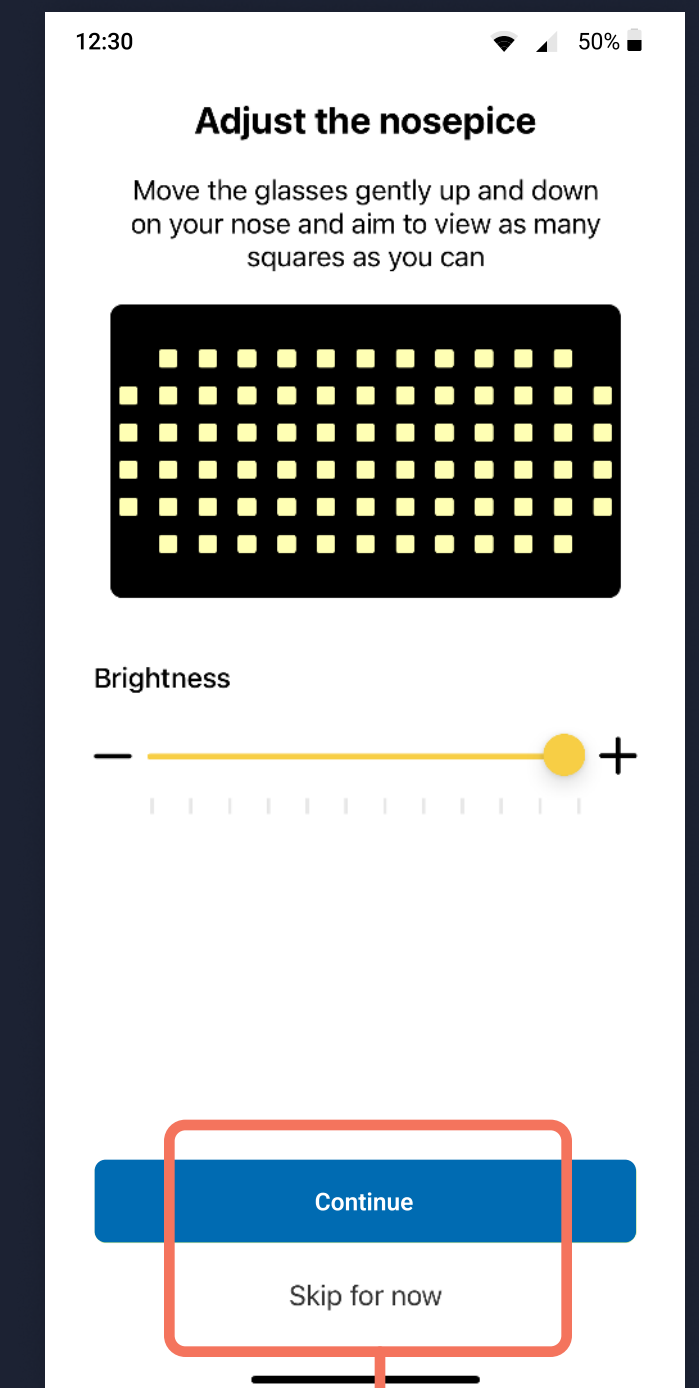 12:30 50%
Adjust the nosepice
Move the glasses gently up and down
on your nose and aim to view as many
squares as you can
Brightness
Continue
Skip for now